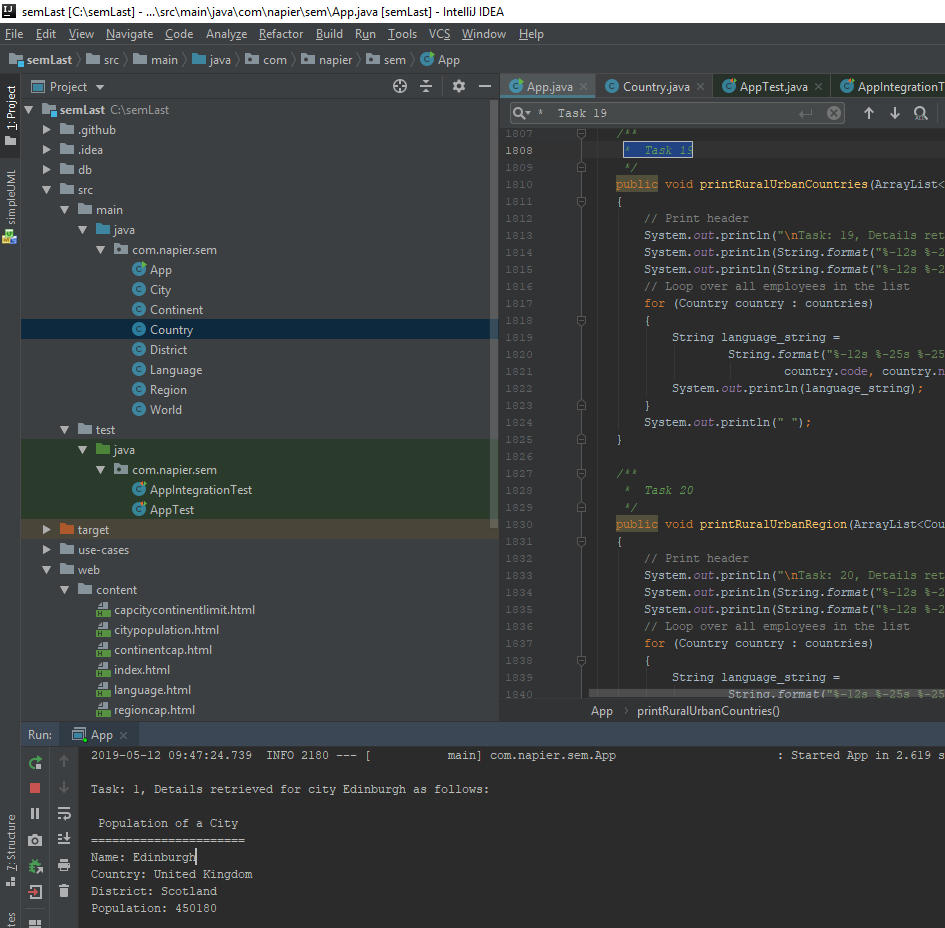 semLast [C:\semLast] - ...\src\main\java\com\napier\sem\App.java [semLast] - IntelliJ IDEA
File Edit View Navigate Code Analyze Refactor Build Run Tools VCS Window Help
semLast src main java com napier sem App
Project
App.java Country.java AppTest.java AppIntegrationT
* Task 19
1: Project
simpleUML
semLast C:\semLast
.github
.idea
db
src
main
java
com.napier.sem
App
City
Continent
Country
District
Language
Region
World
test
java
com.napier.sem
AppIntegrationTest
AppTest
target
use-cases
web
content
capcitycontinentlimit.html
citypopulation.html
continentcap.html
index.html
language.html
regioncap.html
1807 /**
1808 * Task 19
1809 */
1810 public void printRuralUrbanCountries(ArrayList<
1811 {
1812 // Print header
1813 System.out.println("\nTask: 19, Details ret
1814 System.out.println(String.format("%-12s %-2
1815 System.out.println(String.format("%-12s %-2
1816 // Loop over all employees in the list
1817 for (Country country : countries)
1818 {
1819 String language_string =
1820 String.format("%-12s %-25s %-25
1821 country.code, country.n
1822 System.out.println(language_string);
1823 }
1824 System.out.println(" ");
1825 }
1826
1827 /**
1828 * Task 20
1829 */
1830 public void printRuralUrbanRegion(ArrayList<Cou
1831 {
1832 // Print header
1833 System.out.println("\nTask: 20, Details ret
1834 System.out.println(String.format("%-12s %-2
1835 System.out.println(String.format("%-12s %-2
1836 // Loop over all employees in the list
1837 for (Country country : countries)
1838 {
1839 String language_string =
1840 String.format("%-12s %-25s %-25
App printRuralUrbanCountries()
Run: App
2019-05-12 09:47:24.739 INFO 2180 --- [ main] com.napier.sem.App : Started App in 2.619 s
Task: 1, Details retrieved for city Edinburgh as follows:
Population of a City
======================
Name: Edinburgh
Country: United Kingdom
District: Scotland
Population: 450180
7: Structure